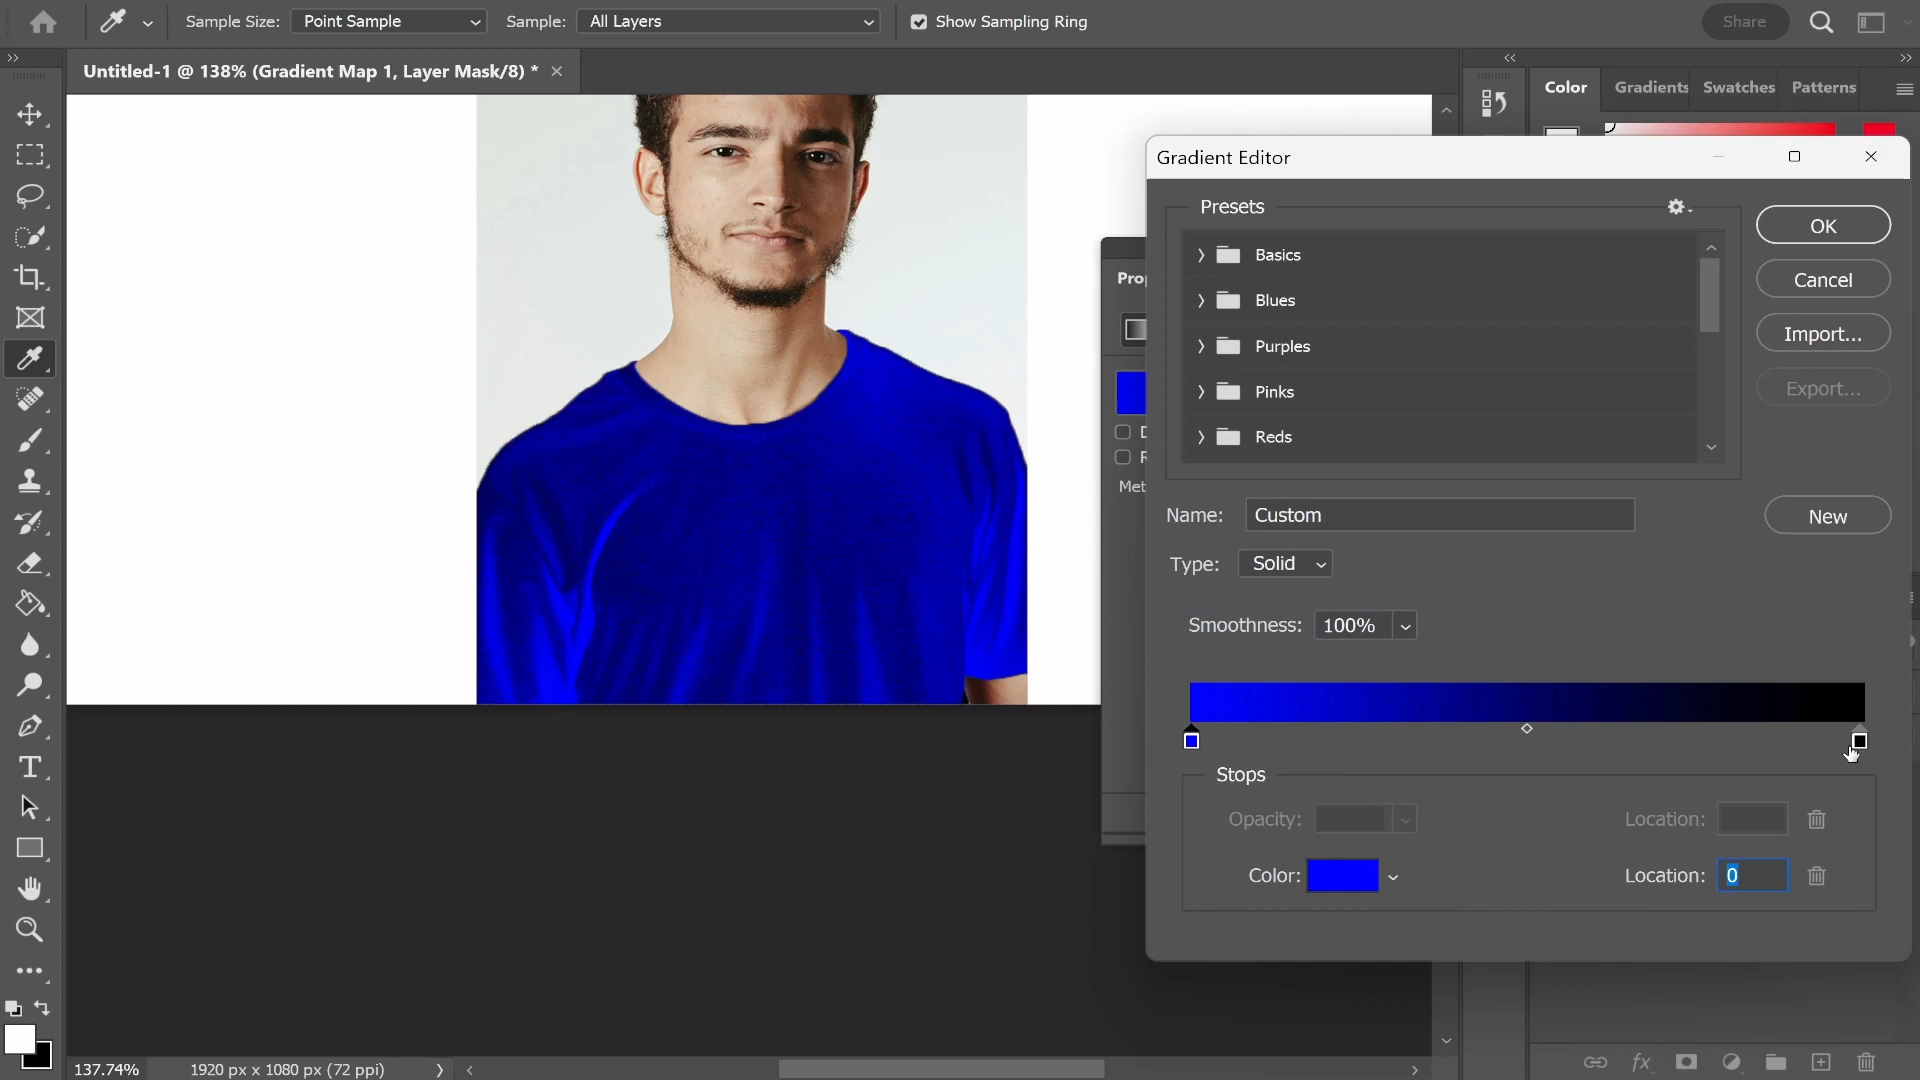 Sample Size: Point Sample Sample: All Layers Show Sampling Ring Share
Untitled-1 @ 138% (Gradient Map 1, Layer Mask/8) *
Color Gradients Swatches Patterns
Gradient Editor
Presets
Basics
Blues
Purples
Pinks
Reds
OK
Cancel
Import...
Export...
Name: Custom
New
Type: Solid
Smoothness: 100%
Stops
Opacity: Location:
Color: Location: 0
137.74% 1920 px x 1080 px (72 ppi)